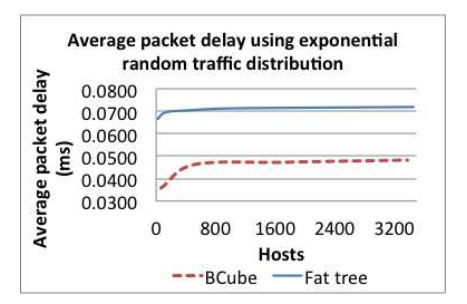 Average packet delay using exponential
random traffic distribution
Average packet delay
(ms)
0.0800
0.0700
0.0600
0.0500
0.0400
0.0300
0 800 1600 2400 3200
Hosts
BCube Fat tree